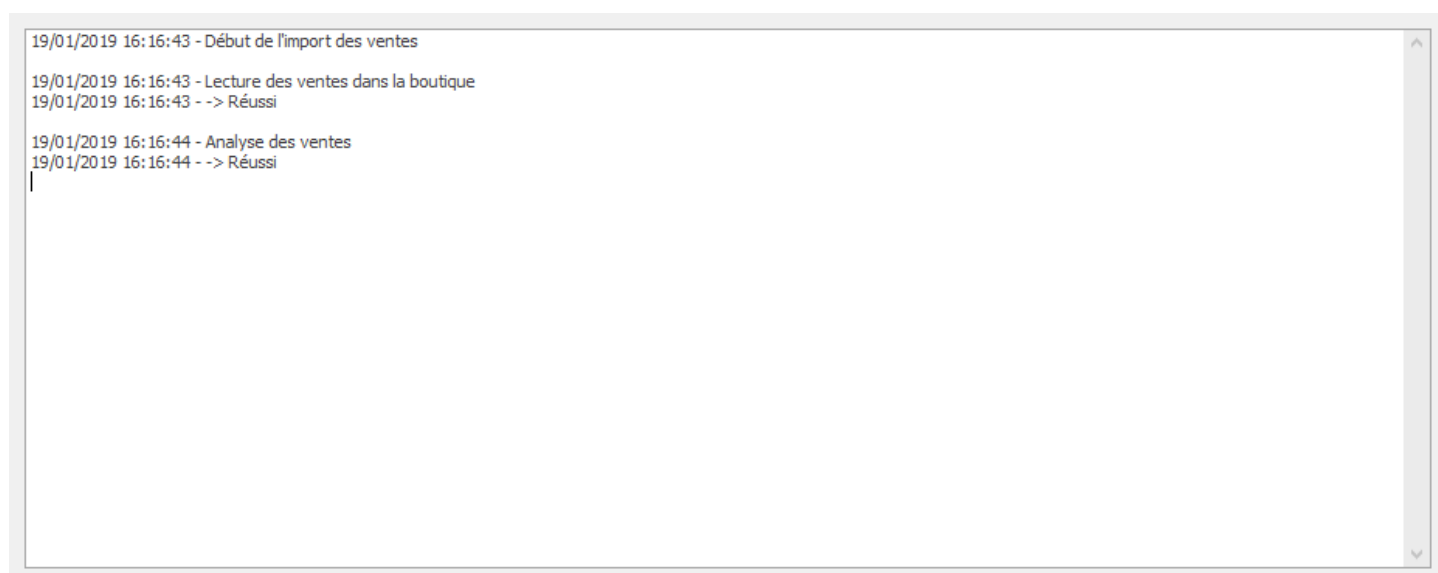 19/01/2019 16:16:43 - Début de l'import des ventes
19/01/2019 16:16:43 - Lecture des ventes dans la boutique
19/01/2019 16:16:43 - -> Réussi
19/01/2019 16:16:44 - Analyse des ventes
19/01/2019 16:16:44 - -> Réussi